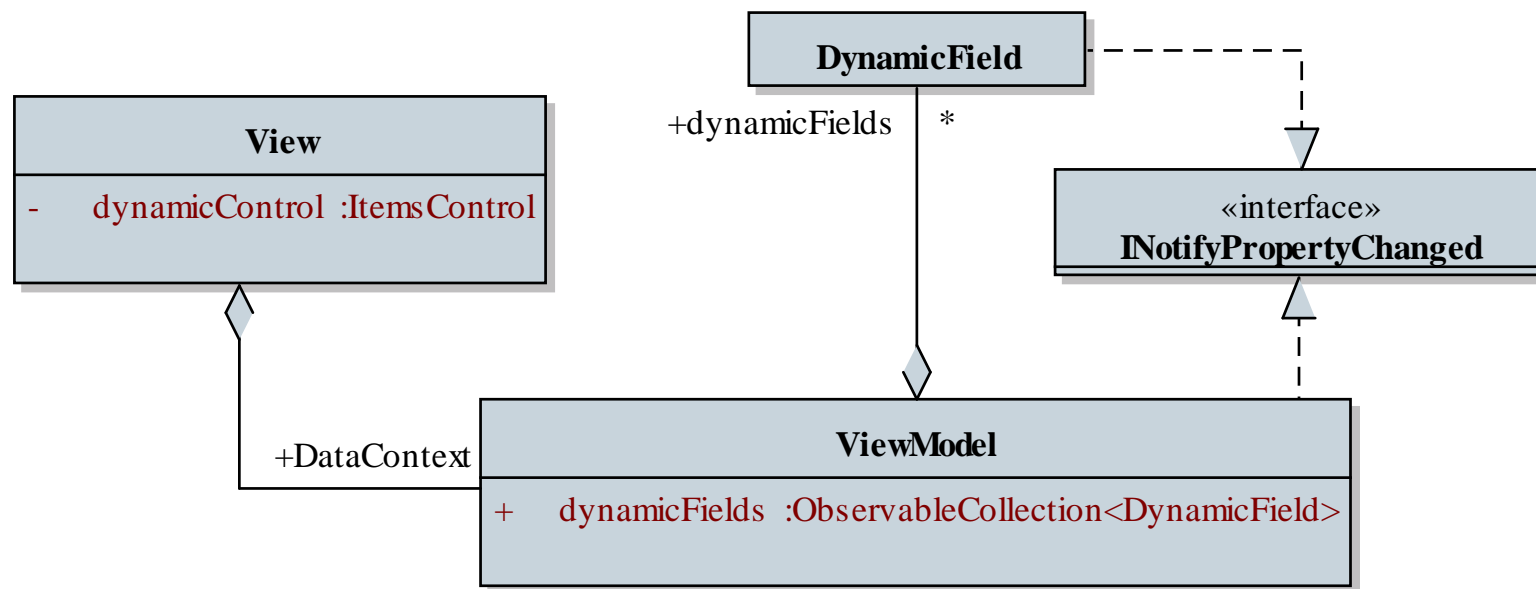 DynamicField
+dynamicFields *
View
- dynamicControl :ItemsControl
«interface»
INotifyPropertyChanged
+DataContext
ViewModel
+ dynamicFields :ObservableCollection<DynamicField>